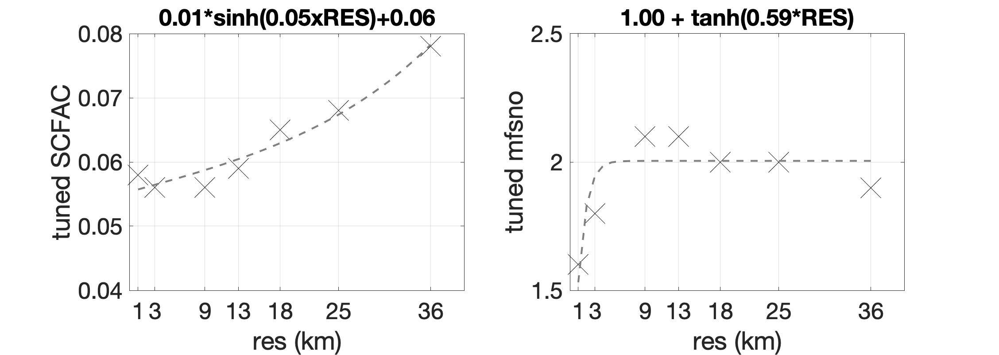 0.01*sinh(0.05xRES)+0.06
0.08
0.07
0.06
0.05
0.04
tuned SCFAC
1 3 9 13 18 25 36
res (km)
1.00 + tanh(0.59*RES)
2.5
2
1.5
tuned mfsno
1 3 9 13 18 25 36
res (km)